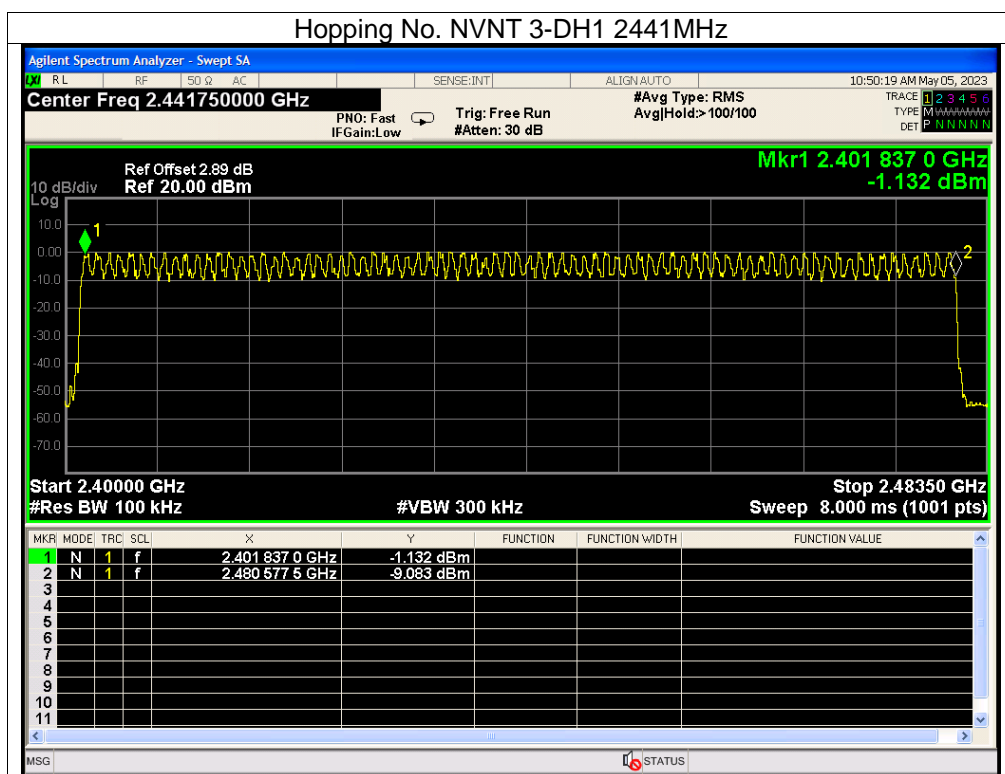 Hopping No. NVNT 3-DH1 2441MHz
Agilent Spectrum Analyzer - Swept SA
LXI RL RF 50 Ω AC SENSE:INT ALIGN AUTO 10:50:19 AM May 05, 2023
Center Freq 2.441750000 GHz #Avg Type: RMS TRACE 1 2 3 4 5 6
PNO: Fast Trig: Free Run Avg|Hold:>100/100 TYPE M WWWWW
IFGain:Low #Atten: 30 dB DET P N N N N N
Mkr1 2.401 837 0 GHz
Ref Offset 2.89 dB
10 dB/div Ref 20.00 dBm -1.132 dBm
Log
10.0
1
0.00
2
-10.0
-20.0
-30.0
-40.0
-50.0
-60.0
-70.0
Start 2.40000 GHz Stop 2.48350 GHz
#Res BW 100 kHz #VBW 300 kHz Sweep 8.000 ms (1001 pts)
MKR MODE TRC SCL X Y FUNCTION FUNCTION WIDTH FUNCTION VALUE
1 N 1 f 2.401 837 0 GHz -1.132 dBm
2 N 1 f 2.480 577 5 GHz -9.083 dBm
3
4
5
6
7
8
9
10
11
MSG STATUS